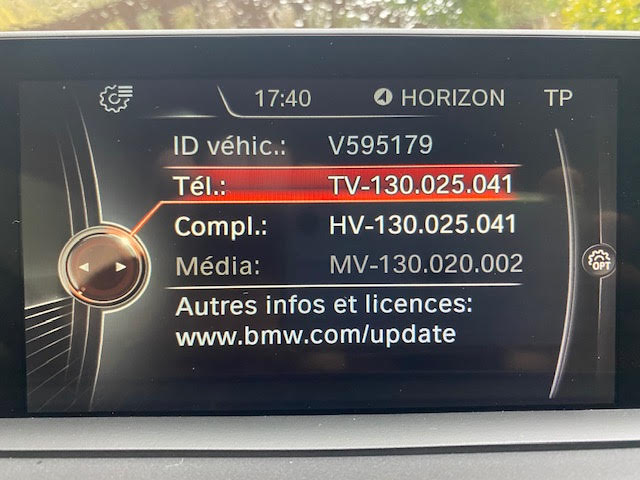 17:40 HORIZON TP
ID véhic.: V595179
Tél.: TV-130.025.041
Compl.: HV-130.025.041
Média: MV-130.020.002
OPT
Autres infos et licences:
www.bmw.com/update